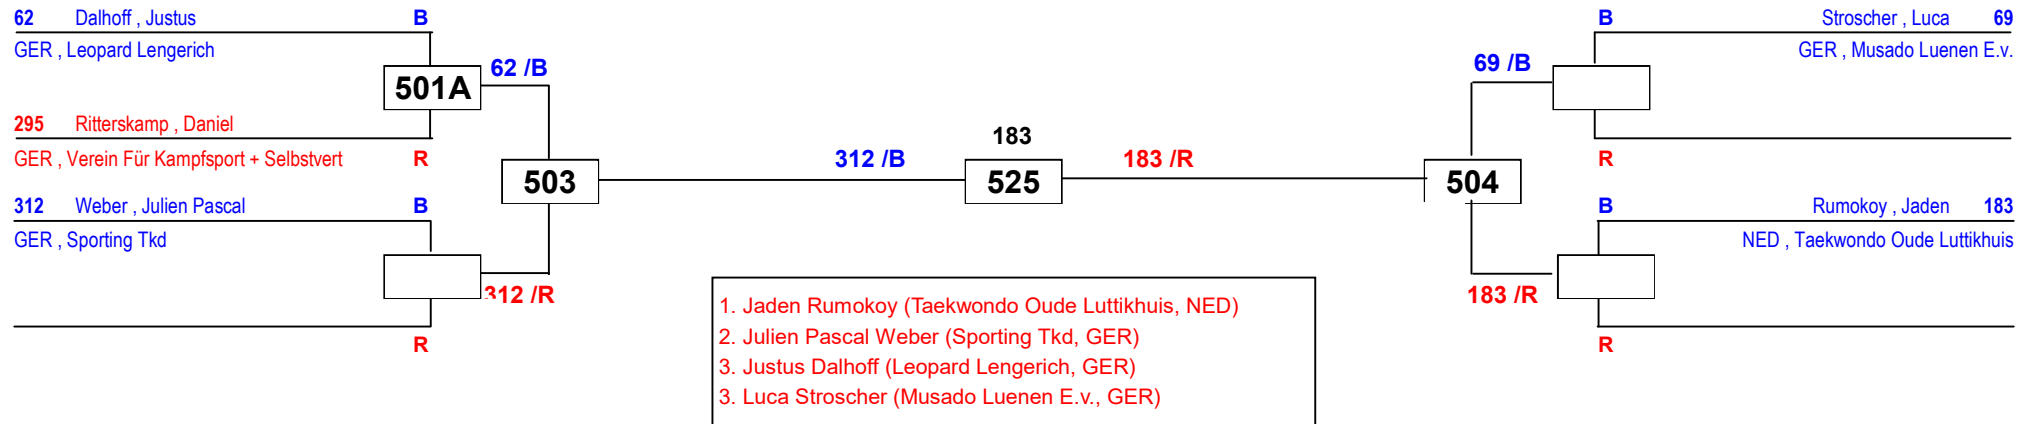 62 Dalhoff , Justus B
GER , Leopard Lengerich
501A
62 /B
295 Ritterskamp , Daniel
GER , Verein Für Kampfsport + Selbstvert R
503
312 Weber , Julien Pascal B
GER , Sporting Tkd
312 /R
R
312 /B
183
525
183 /R
1. Jaden Rumokoy (Taekwondo Oude Luttikhuis, NED)
2. Julien Pascal Weber (Sporting Tkd, GER)
3. Justus Dalhoff (Leopard Lengerich, GER)
3. Luca Stroscher (Musado Luenen E.v., GER)
B Stroscher , Luca 69
GER , Musado Luenen E.v.
69 /B
R
504
B Rumokoy , Jaden 183
NED , Taekwondo Oude Luttikhuis
183 /R
R